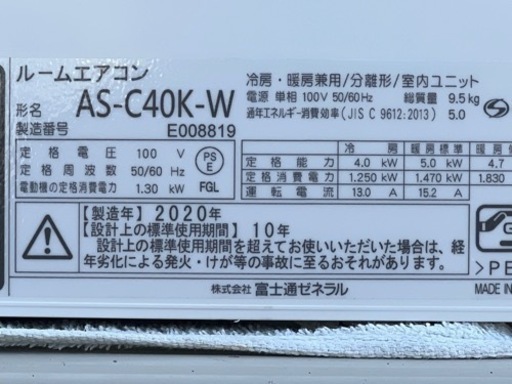 ルームエアコン
形名 AS-C40K-W
製造番号 E008819
冷房・暖房兼用/分離形/室内ユニット
電源 単相100V 50/60Hz 総質量 9.5kg
通年エネルギー消費効率(JIS C 9612:2013) 5.0
定格電圧 100 V
定格周波数 50/60 Hz
電動機の定格消費電力 1.30 kW
PS
E
FGL
冷房 暖房標準 暖房
定格能力 4.0 kW 5.0 kW 4.7
定格消費電力 1.250 kW 1.470 kW 1.830
運転電流 13.0 A 15.2 A
【製造年】2020年
【設計上の標準使用期間】10年
設計上の標準使用期間を超えてお使いいただいた場合は、経
年劣化による発火・けが等の事故に至るおそれがあります。
株式会社 富士通ゼネラル
>PE
MADE IN